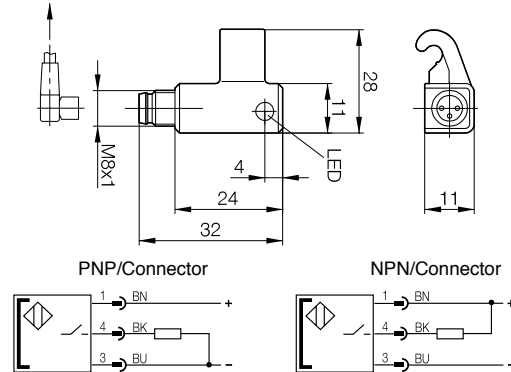 28
11
M8x1
4
LED
24
32
11
PNP/Connector
NPN/Connector
1 BN +
4 BK
3 BU -
1 BN +
4 BK
3 BU -